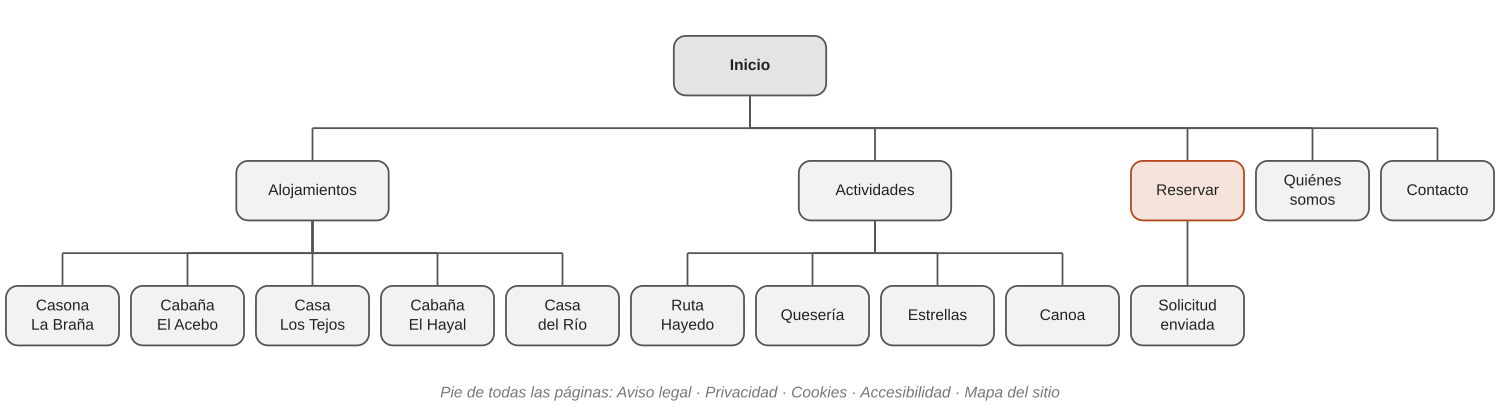 Inicio
Alojamientos
Actividades
Reservar
Quiénes
somos
Contacto
Casona
La Braña
Cabaña
El Acebo
Casa
Los Tejos
Cabaña
El Hayal
Casa
del Río
Ruta
Hayedo
Quesería
Estrellas
Canoa
Solicitud
enviada
Pie de todas las páginas: Aviso legal · Privacidad · Cookies · Accesibilidad · Mapa del sitio